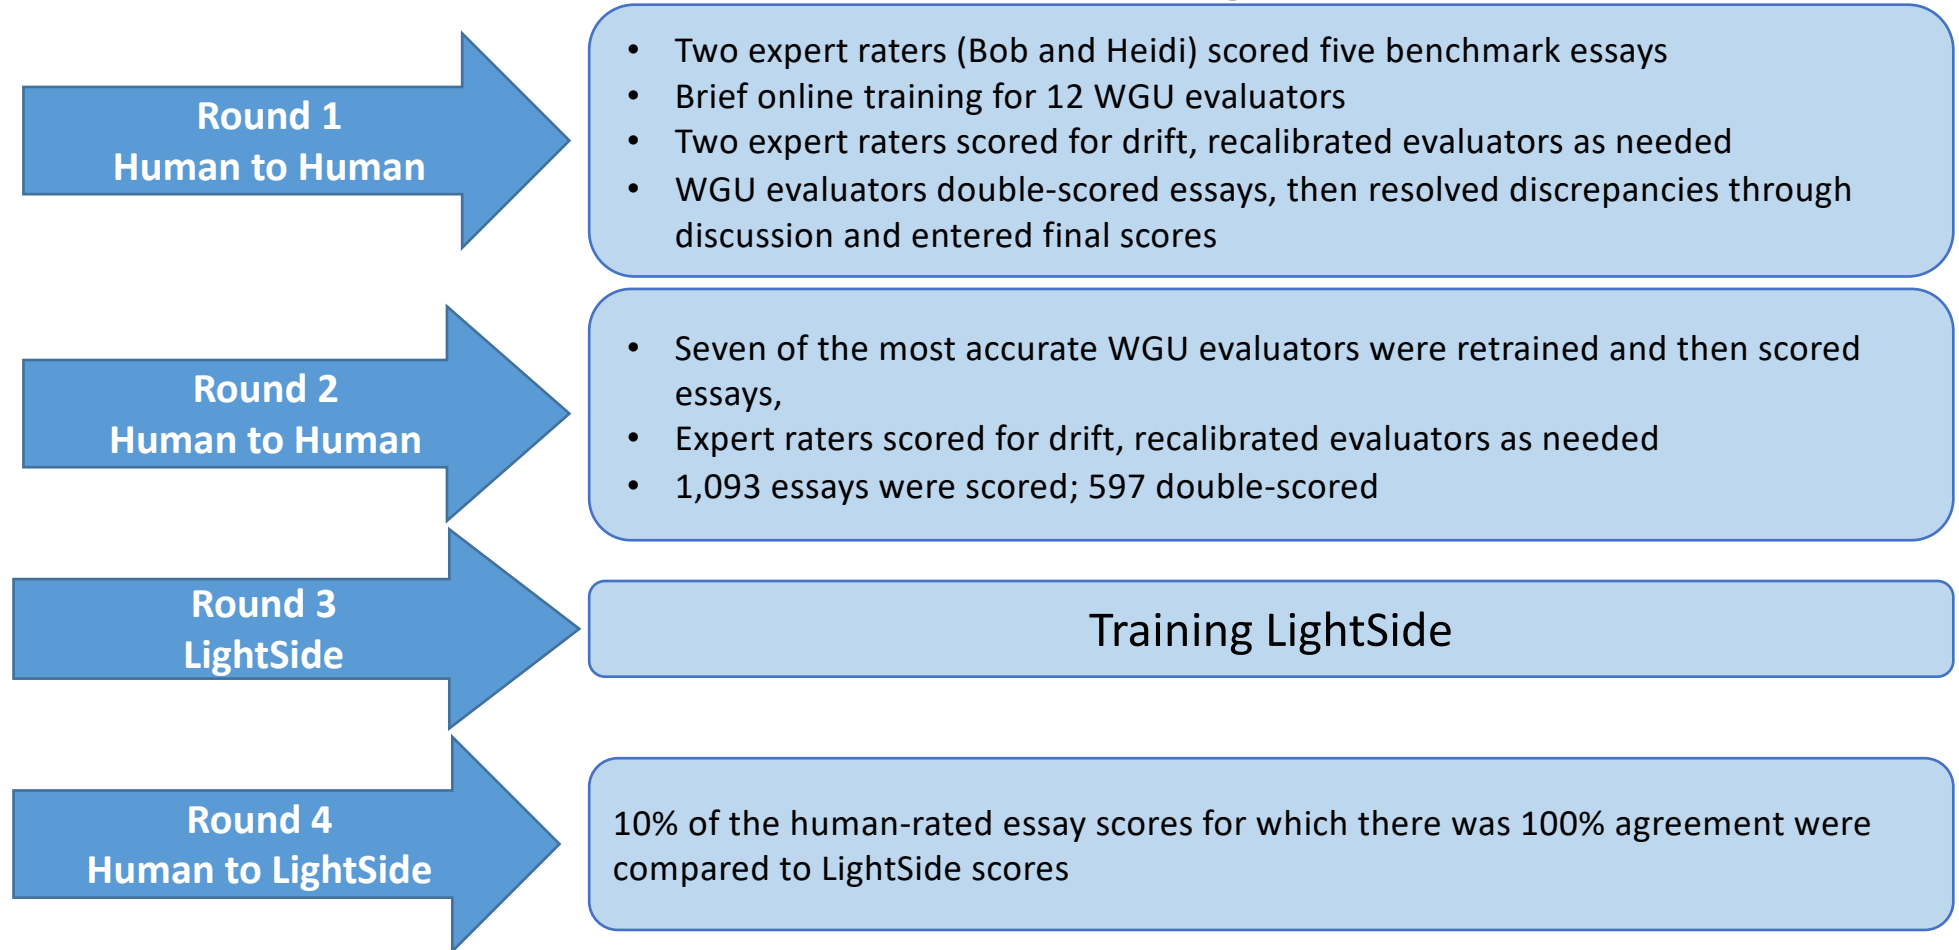 Round 1
Human to Human
• Two expert raters (Bob and Heidi) scored five benchmark essays
• Brief online training for 12 WGU evaluators
• Two expert raters scored for drift, recalibrated evaluators as needed
• WGU evaluators double-scored essays, then resolved discrepancies through
discussion and entered final scores
Round 2
Human to Human
• Seven of the most accurate WGU evaluators were retrained and then scored
essays,
• Expert raters scored for drift, recalibrated evaluators as needed
• 1,093 essays were scored; 597 double-scored
Round 3
LightSide
Training LightSide
Round 4
Human to LightSide
10% of the human-rated essay scores for which there was 100% agreement were
compared to LightSide scores